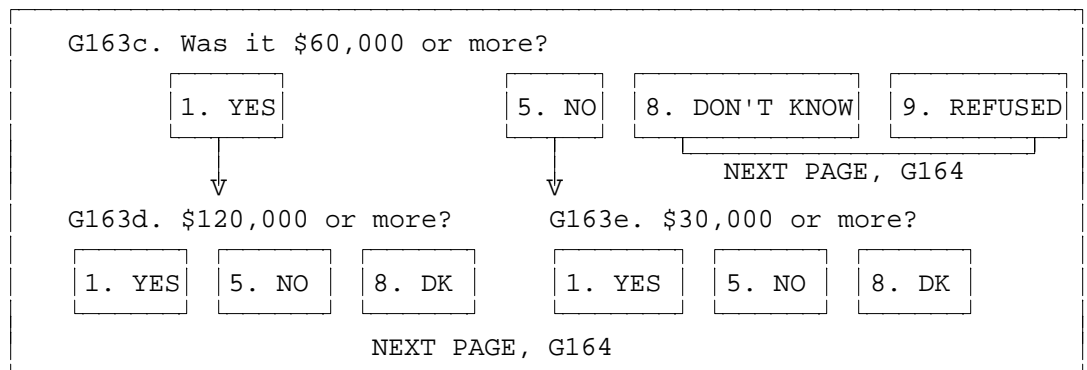 G163c. Was it $60,000 or more?
1. YES 5. NO 8. DON'T KNOW 9. REFUSED
NEXT PAGE, G164
G163d. $120,000 or more? G163e. $30,000 or more?
1. YES 5. NO 8. DK 1. YES 5. NO 8. DK
NEXT PAGE, G164